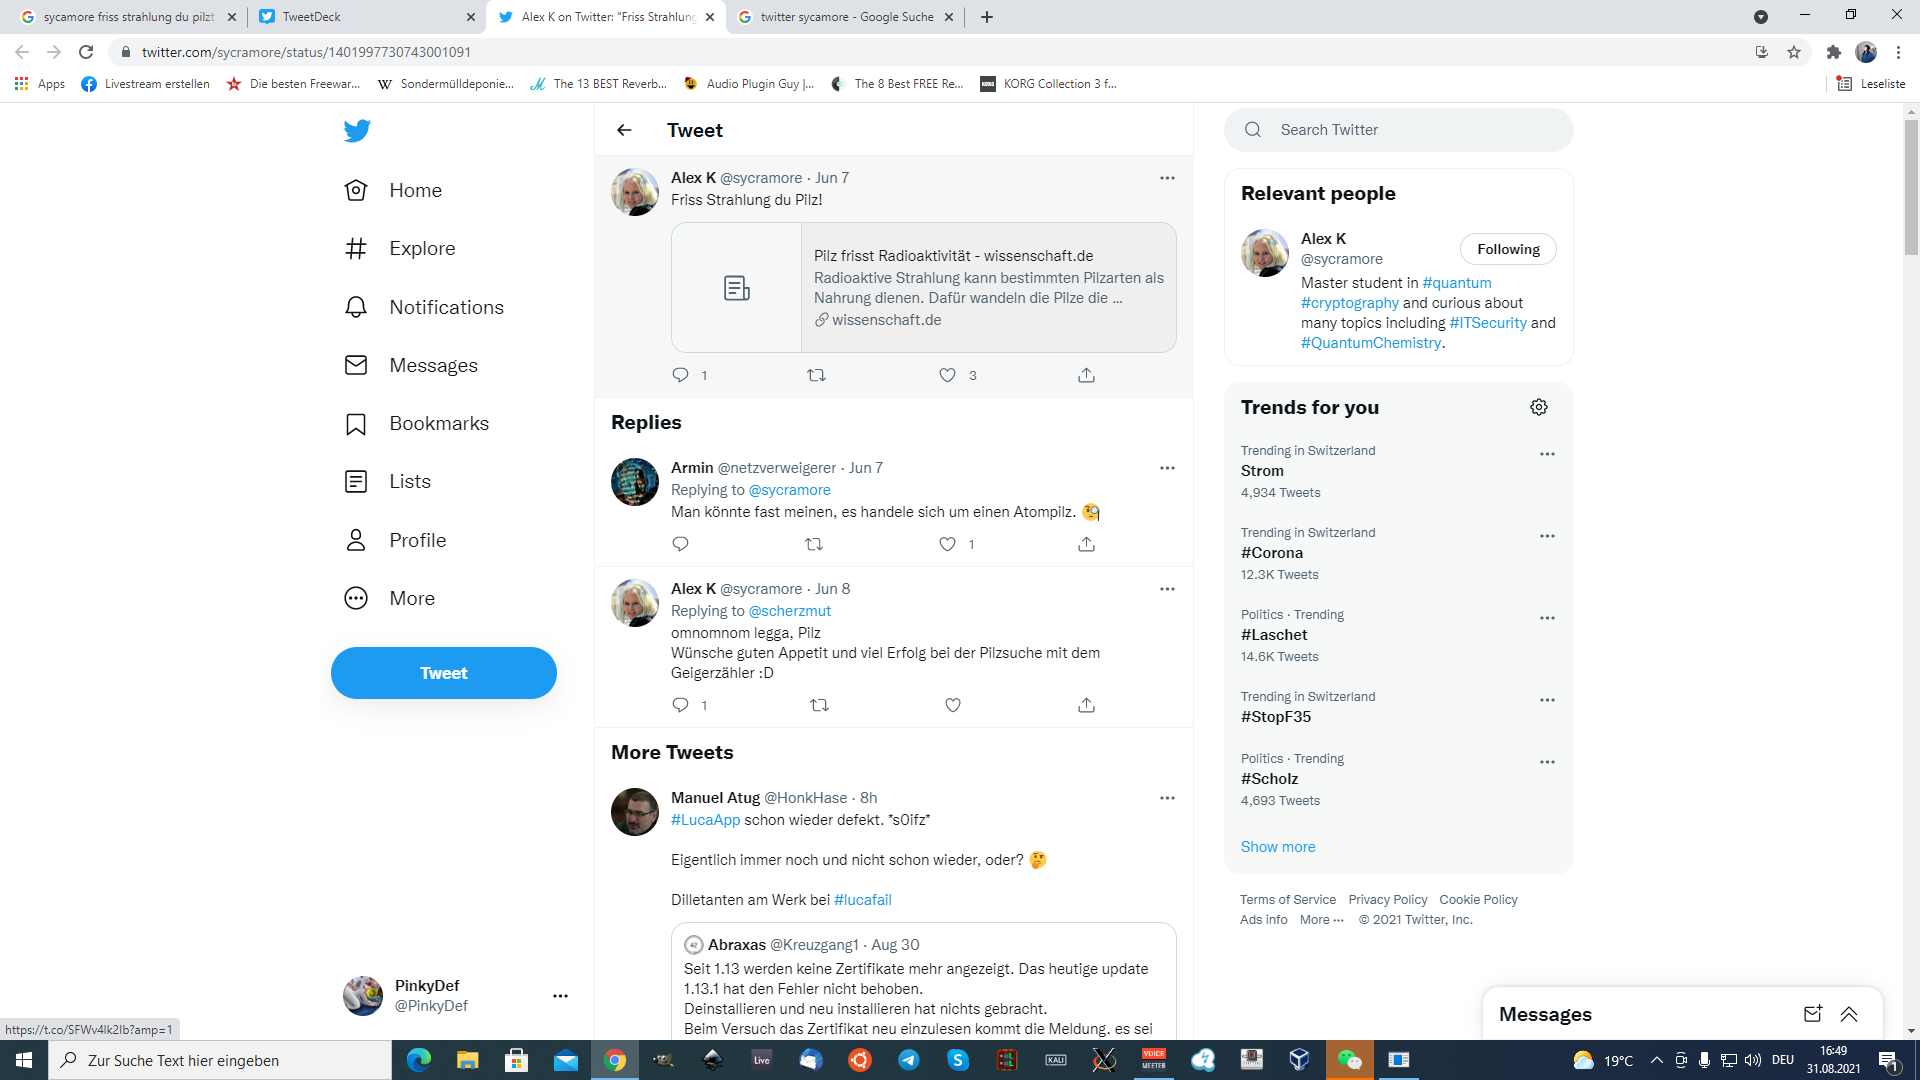 sycamore friss strahlung du pilzt
TweetDeck
Alex K on Twitter: "Friss Strahlung
twitter sycamore - Google Suche
twitter.com/sycramore/status/1401997730743001091
Apps
Livestream erstellen
Die besten Freewar...
Sondermülldeponie...
The 13 BEST Reverb...
Audio Plugin Guy |...
The 8 Best FREE Re...
KORG Collection 3 f...
Leseliste
Home
Explore
Notifications
Messages
Bookmarks
Lists
Profile
More
Tweet
PinkyDef
@PinkyDef
https://t.co/SFWv4lk2Ib?amp=1
Tweet
Alex K @sycramore · Jun 7
Friss Strahlung du Pilz!
Pilz frisst Radioaktivität - wissenschaft.de
Radioaktive Strahlung kann bestimmten Pilzarten als
Nahrung dienen. Dafür wandeln die Pilze die ...
wissenschaft.de
1
3
Replies
Armin @netzverweigerer · Jun 7
Replying to @sycramore
Man könnte fast meinen, es handele sich um einen Atompilz. 🧐
1
Alex K @sycramore · Jun 8
Replying to @scherzmut
omnomnom legga, Pilz
Wünsche guten Appetit und viel Erfolg bei der Pilzsuche mit dem
Geigerzähler :D
1
More Tweets
Manuel Atug @HonkHase · 8h
#LucaApp schon wieder defekt. *s0ifz*
Eigentlich immer noch und nicht schon wieder, oder? 🤔
Dilletanten am Werk bei #lucafail
Abraxas @Kreuzgang1 · Aug 30
Seit 1.13 werden keine Zertifikate mehr angezeigt. Das heutige update
1.13.1 hat den Fehler nicht behoben.
Deinstallieren und neu installieren hat nichts gebracht.
Beim Versuch das Zertifikat neu einzulesen kommt die Meldung, es sei
Search Twitter
Relevant people
Alex K
@sycramore
Following
Master student in #quantum
#cryptography and curious about
many topics including #ITSecurity and
#QuantumChemistry.
Trends for you
Trending in Switzerland
Strom
4,934 Tweets
Trending in Switzerland
#Corona
12.3K Tweets
Politics · Trending
#Laschet
14.6K Tweets
Trending in Switzerland
#StopF35
Politics · Trending
#Scholz
4,693 Tweets
Show more
Terms of Service Privacy Policy Cookie Policy
Ads info More ··· © 2021 Twitter, Inc.
Messages
Zur Suche Text hier eingeben
Live
KALI
VOICE
MEETER
19°C
DEU
16:49
31.08.2021
1